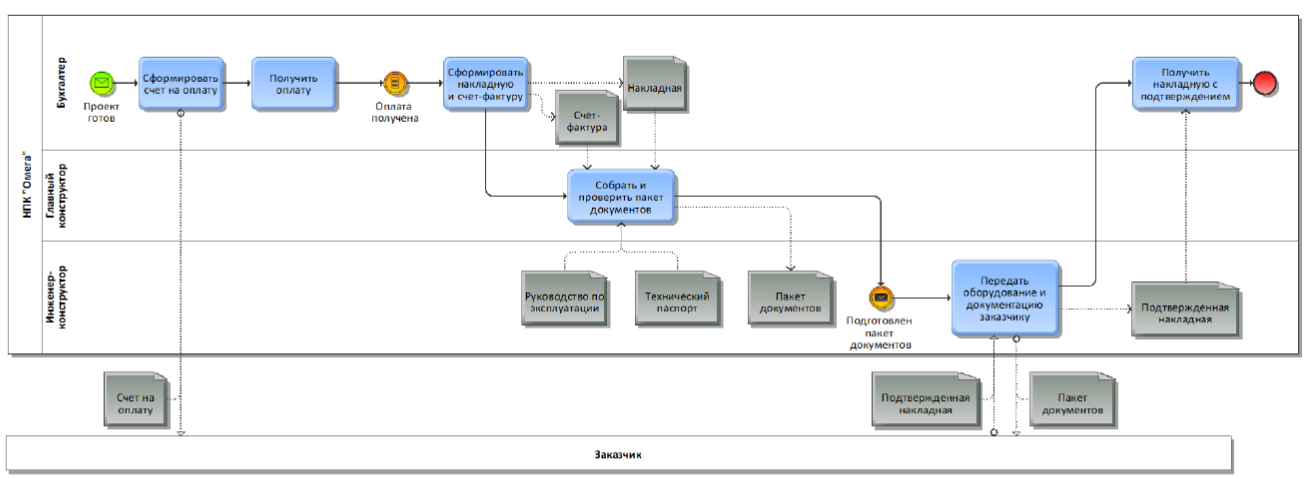 НПК "Омега"
Бухгалтер
Проект
готов
Сформировать
счет на оплату
Получить
оплату
Оплата
получена
Сформировать
накладную
и счет-фактуру
Накладная
Счет-
фактура
Получить
накладную с
подтверждением
Главный
конструктор
Собрать и
проверить пакет
документов
Инженер-
конструктор
Руководство по
эксплуатации
Технический
паспорт
Пакет
документов
Подготовлен
пакет
документов
Передать
оборудование и
документацию
заказчику
Подтвержденная
накладная
Счет на
оплату
Подтвержденная
накладная
Пакет
документов
Заказчик